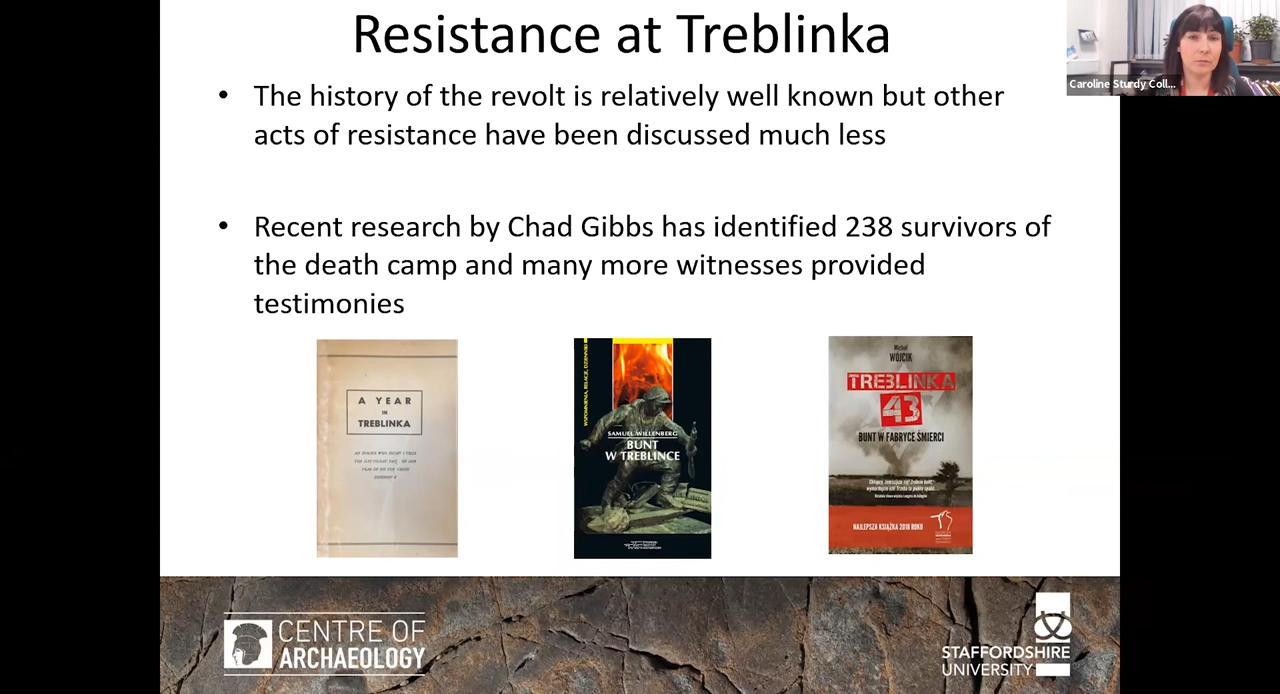 Resistance at Treblinka
Caroline Sturdy Coll...
• The history of the revolt is relatively well known but other
acts of resistance have been discussed much less
• Recent research by Chad Gibbs has identified 238 survivors of
the death camp and many more witnesses provided
testimonies
A YEAR
IN
TREBLINKA
WSPOMNIENIA, RELACJE, DZIENNIKI
SAMUEL WILLENBERG
BUNT
W TREBLINCE
Michał
WÓJCIK
TREBLINKA
43
BUNT W FABRYCE ŚMIERCI
NAJLEPSZA KSIĄŻKA 2018 ROKU
CENTRE OF
ARCHAEOLOGY
STAFFORDSHIRE
UNIVERSITY